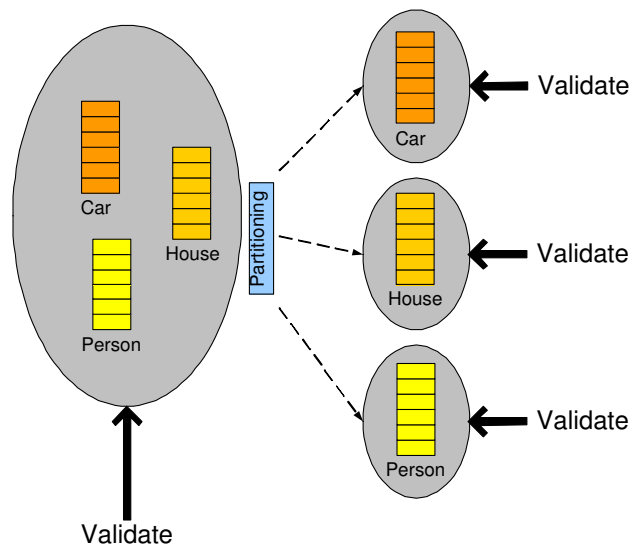 Car
House
Person
Validate
Partitioning
Car
Validate
House
Validate
Person
Validate